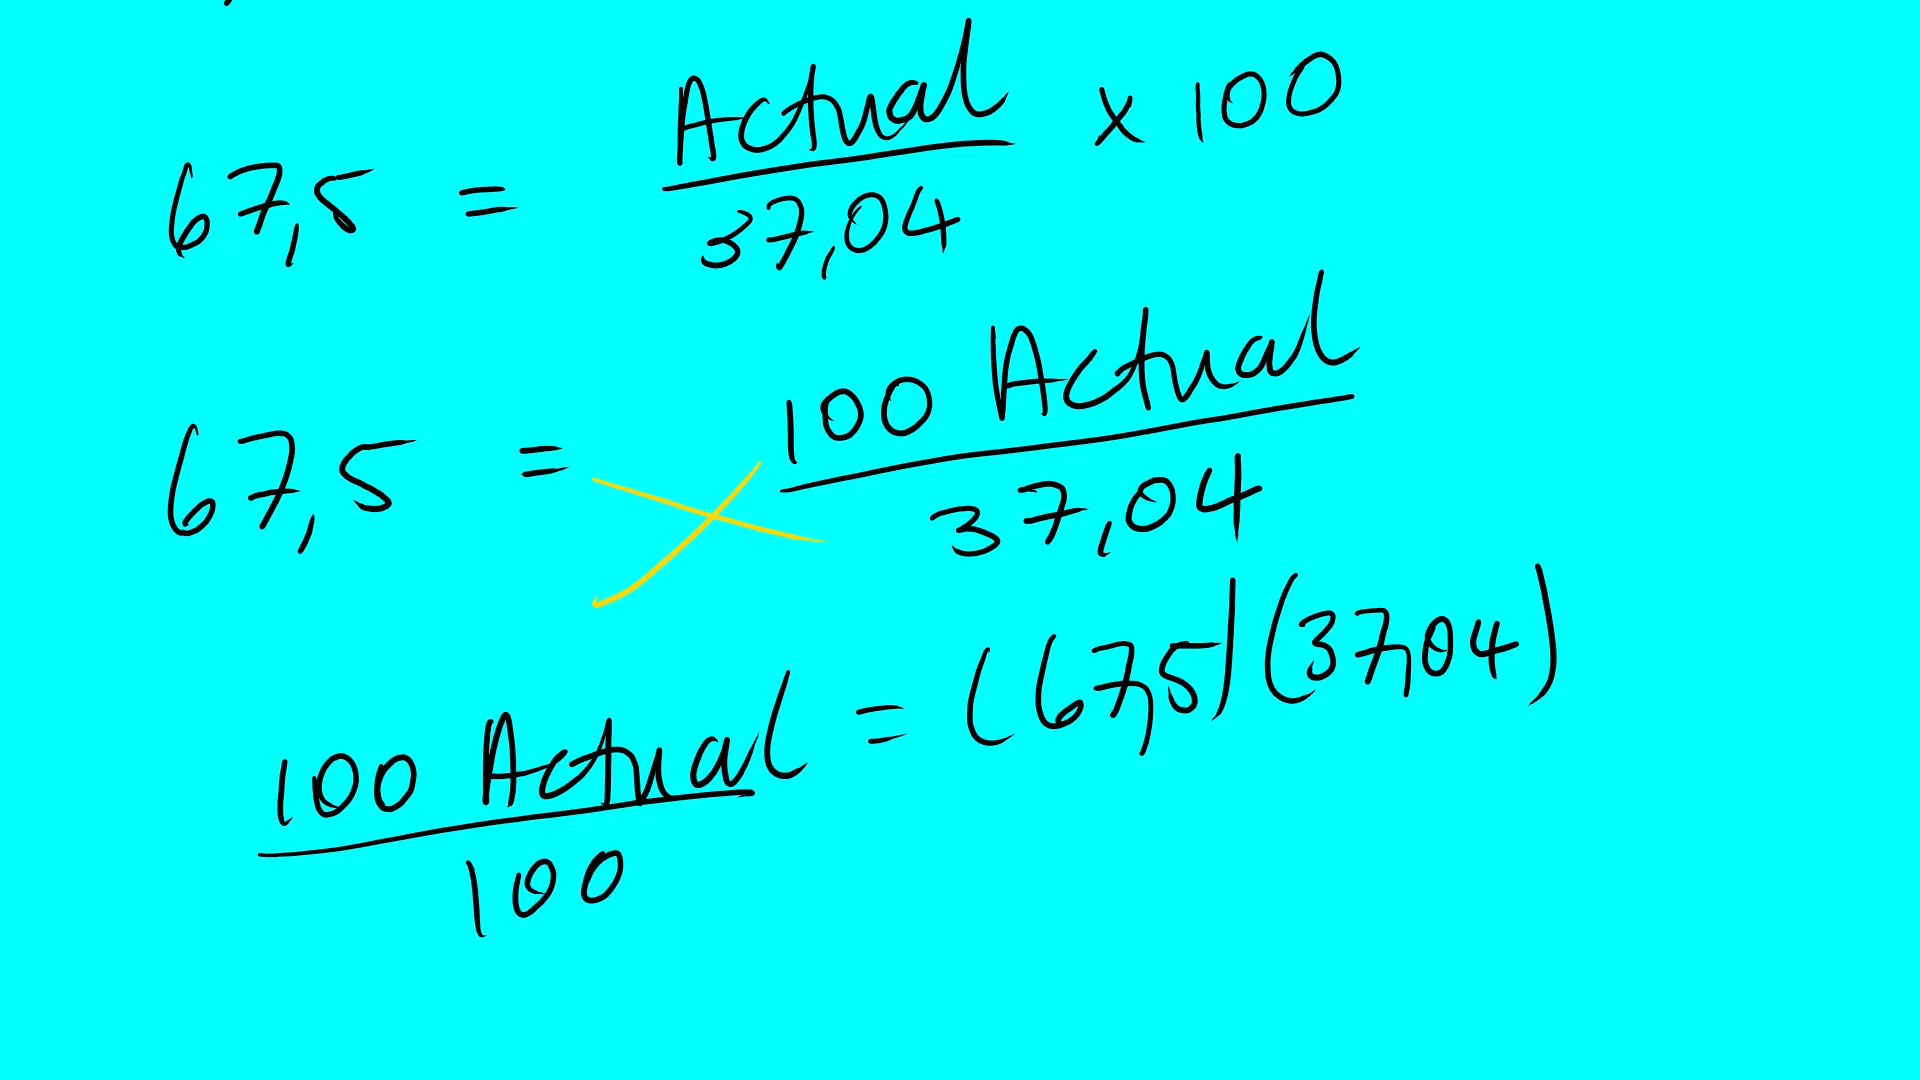 67,5 = Actual / 37,04 x 100
67,5 = 100 Actual / 37,04
100 Actual / 100 = (67,5)(37,04)